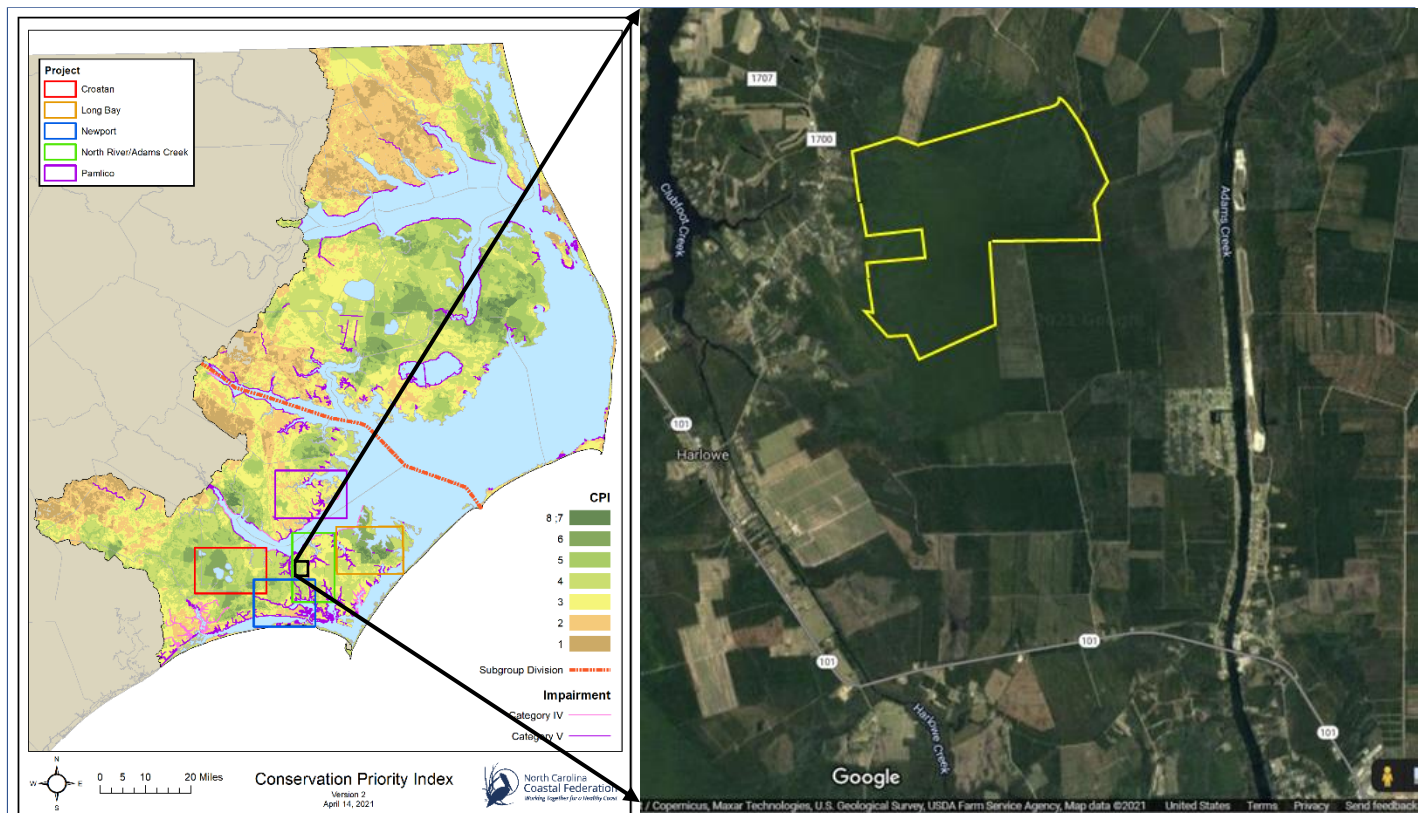 Project
Croatan
Long Bay
Newport
North River/Adams Creek
Pamlico
CPI
8 :7
6
5
4
3
2
1
Subgroup Division
Impairment
Category IV
Category V
N
W
E
S
0 5 10 20 Miles
Conservation Priority Index
Version 2
April 14, 2021
North Carolina
Coastal Federation
Working Together for a Healthy Coast
1707
1700
Clubfoot Creek
Adams Creek
101
Harlowe
101
101
Harlowe Creek
101
Google
/ Copernicus, Maxar Technologies, U.S. Geological Survey, USDA Farm Service Agency, Map data ©2021 United States Terms Privacy Send feedback